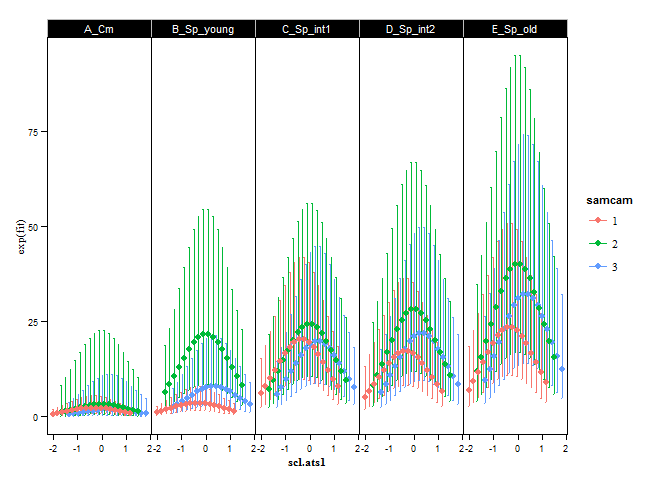 A_Cm B_Sp_young C_Sp_int1 D_Sp_int2 E_Sp_old
75
50
25
0
exp(fit)
-2 -1 0 1 2 -2 -1 0 1 2 -2 -1 0 1 2 -2 -1 0 1 2 -2 -1 0 1 2
scl.ats1
samcam
1
2
3